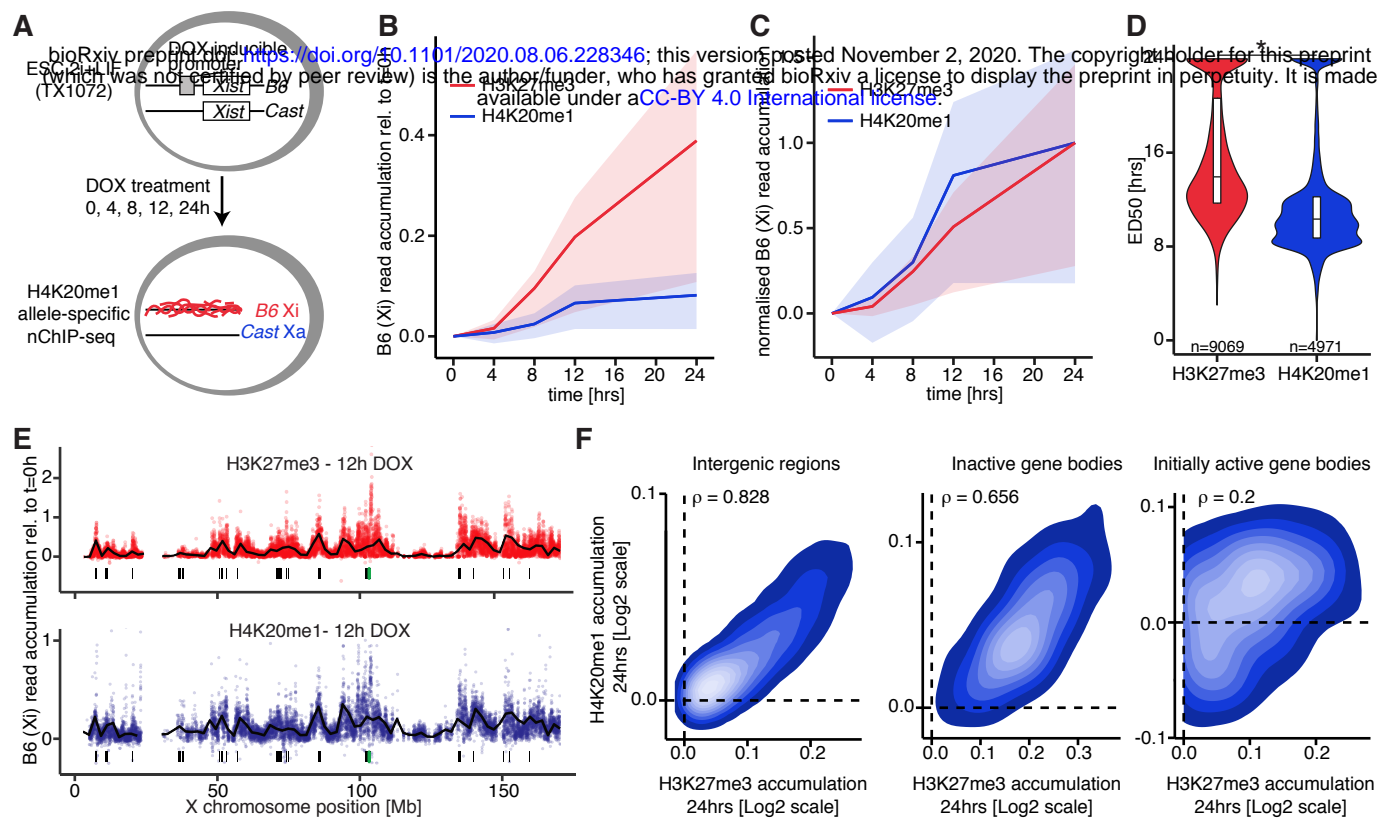 A
B
C
D
bioRxiv preprint doi: https://doi.org/10.1101/2020.08.06.228346; this version posted November 2, 2020. The copyright holder for this preprint
(which was not certified by peer review) is the author/funder, who has granted bioRxiv a license to display the preprint in perpetuity. It is made
available under aCC-BY 4.0 International license.
DOX inducible
promoter
ESC 2i+LIF
(TX1072)
Xist
B6
Xist
Cast
DOX treatment
0, 4, 8, 12, 24h
H4K20me1
allele-specific
nChIP-seq
B6 Xi
Cast Xa
B6 (Xi) read accumulation rel. to t=0h
0.4
0.2
0.0
H3K27me3
H4K20me1
0 4 8 12 16 20 24
time [hrs]
normalised B6 (Xi) read accumulation
1.5
1.0
0.5
0.0
H3K27me3
H4K20me1
0 4 8 12 16 20 24
time [hrs]
ED50 [hrs]
24
16
8
0
*
n=9069
n=4971
H3K27me3 H4K20me1
E
B6 (Xi) read accumulation rel. to t=0h
H3K27me3 - 12h DOX
2
1
0
H4K20me1- 12h DOX
1
0
0 50 100 150
X chromosome position [Mb]
F
H4K20me1 accumulation
24hrs [Log2 scale]
Intergenic regions
ρ = 0.828
0.1
0.0
0.0 0.1 0.2
H3K27me3 accumulation
24hrs [Log2 scale]
Inactive gene bodies
ρ = 0.656
0.1
0.0
0.0 0.1 0.2 0.3
H3K27me3 accumulation
24hrs [Log2 scale]
Initially active gene bodies
ρ = 0.2
0.1
0.0
-0.1
0.0 0.1 0.2
H3K27me3 accumulation
24hrs [Log2 scale]